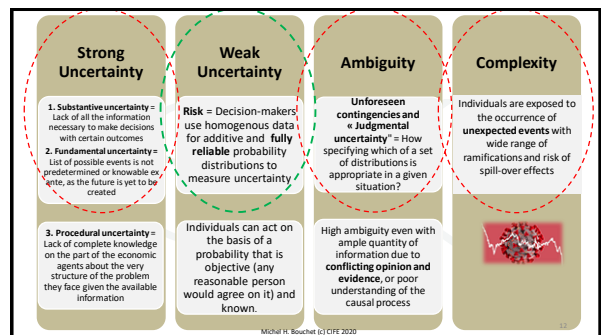 Strong
Uncertainty
1. Substantive uncertainty =
Lack of all the information
necessary to make decisions
with certain outcomes
2. Fundamental uncertainty =
List of possible events is not
predetermined or knowable ex
ante, as the future is yet to be
created
3. Procedural uncertainty =
Lack of complete knowledge
on the part of the economic
agents about the very
structure of the problem
they face given the available
information
Weak
Uncertainty
Risk = Decision-makers
use homogenous data
for additive and fully
reliable probability
distributions to
measure uncertainty
Individuals can act on
the basis of a
probability that is
objective (any
reasonable person
would agree on it) and
known.
Ambiguity
Unforeseen
contingencies and
« Judgmental
uncertainty" = How
specifying which of a set
of distributions is
appropriate in a given
situation?
High ambiguity even with
ample quantity of
information due to
conflicting opinion and
evidence, or poor
understanding of the
causal process
Complexity
Individuals are exposed to
the occurrence of
unexpected events with
wide range of
ramifications and risk of
spill-over effects
Michel H. Bouchet (c) CIFE 2020
12